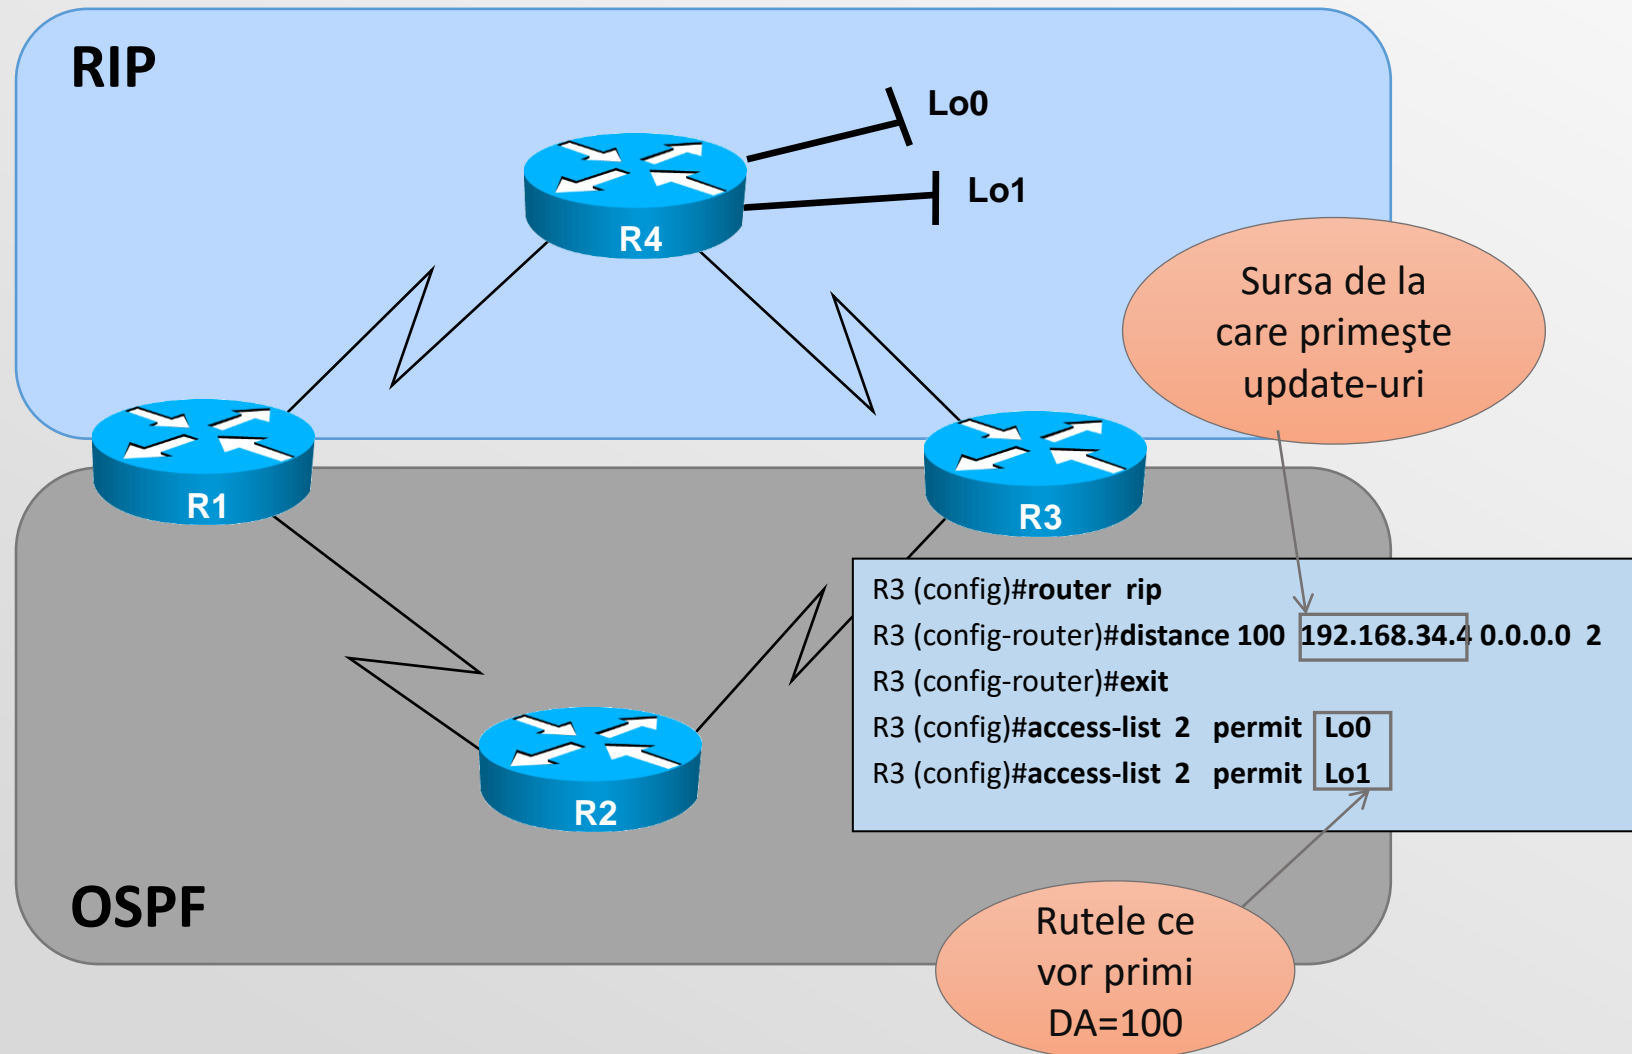 RIP
Lo0
Lo1
R4
Sursa de la
care primeşte
update-uri
R1
R3
R3 (config)#router rip
R3 (config-router)#distance 100 192.168.34.4 0.0.0.0 2
R3 (config-router)#exit
R3 (config)#access-list 2 permit Lo0
R3 (config)#access-list 2 permit Lo1
R2
OSPF
Rutele ce
vor primi
DA=100